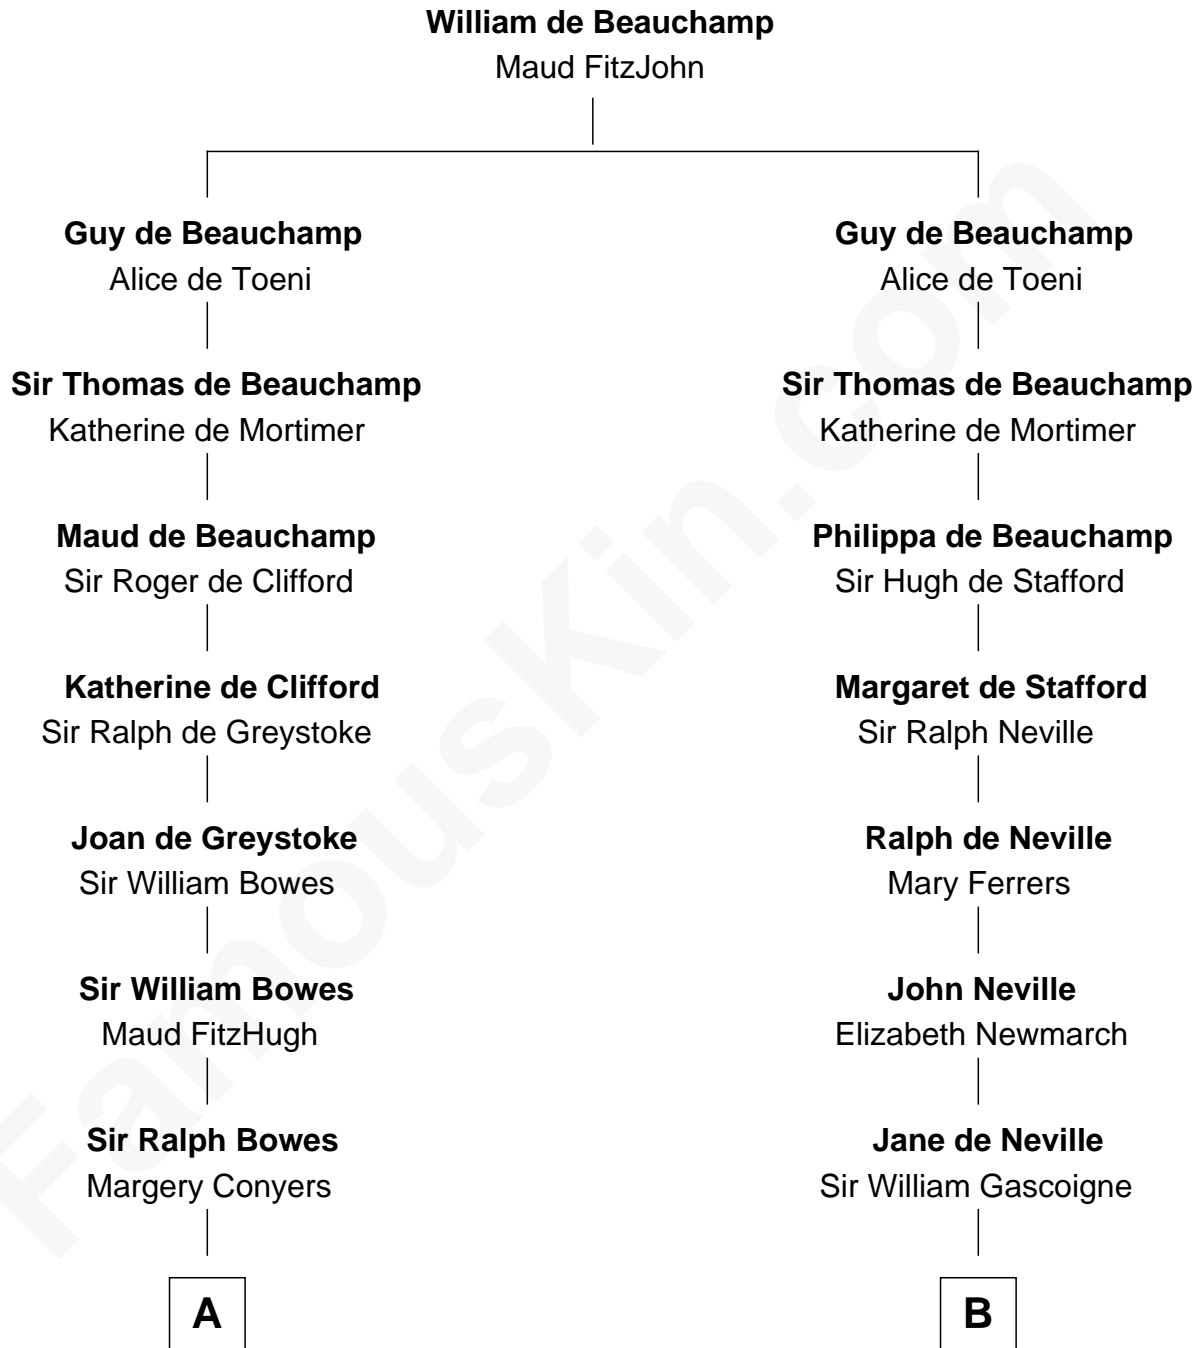 William de Beauchamp
Maud FitzJohn
Guy de Beauchamp
Alice de Toeni
Guy de Beauchamp
Alice de Toeni
Sir Thomas de Beauchamp
Katherine de Mortimer
Sir Thomas de Beauchamp
Katherine de Mortimer
Maud de Beauchamp
Sir Roger de Clifford
Philippa de Beauchamp
Sir Hugh de Stafford
Katherine de Clifford
Sir Ralph de Greystoke
Margaret de Stafford
Sir Ralph Neville
Joan de Greystoke
Sir William Bowes
Ralph de Neville
Mary Ferrers
Sir William Bowes
Maud FitzHugh
John Neville
Elizabeth Newmarch
Sir Ralph Bowes
Margery Conyers
Jane de Neville
Sir William Gascoigne
A
B
FamousKin.com